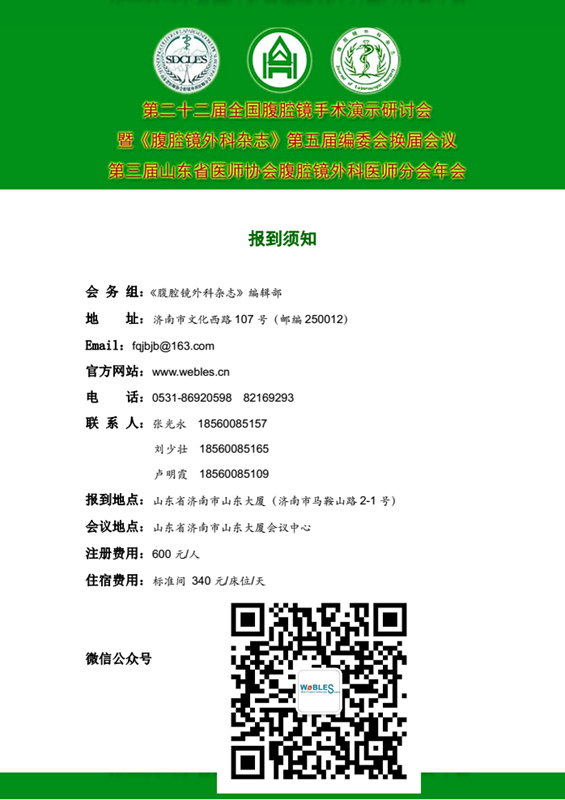 SDCLES
第二十二届全国腹腔镜手术演示研讨会
暨《腹腔镜外科杂志》第五届编委会换届会议
第三届山东省医师协会腹腔镜外科医师分会年会
报到须知
会 务 组：《腹腔镜外科杂志》编辑部
地 址：济南市文化西路 107 号（邮编 250012）
Email：fqjbjb@163.com
官方网站：www.webles.cn
电 话：0531-86920598 82169293
联 系 人：张光永 18560085157
刘少壮 18560085165
卢明霞 18560085109
报到地点：山东省济南市山东大厦（济南市马鞍山路 2-1 号）
会议地点：山东省济南市山东大厦会议中心
注册费用：600 元/人
住宿费用：标准间 340 元/床位/天
微信公众号
WeBLES